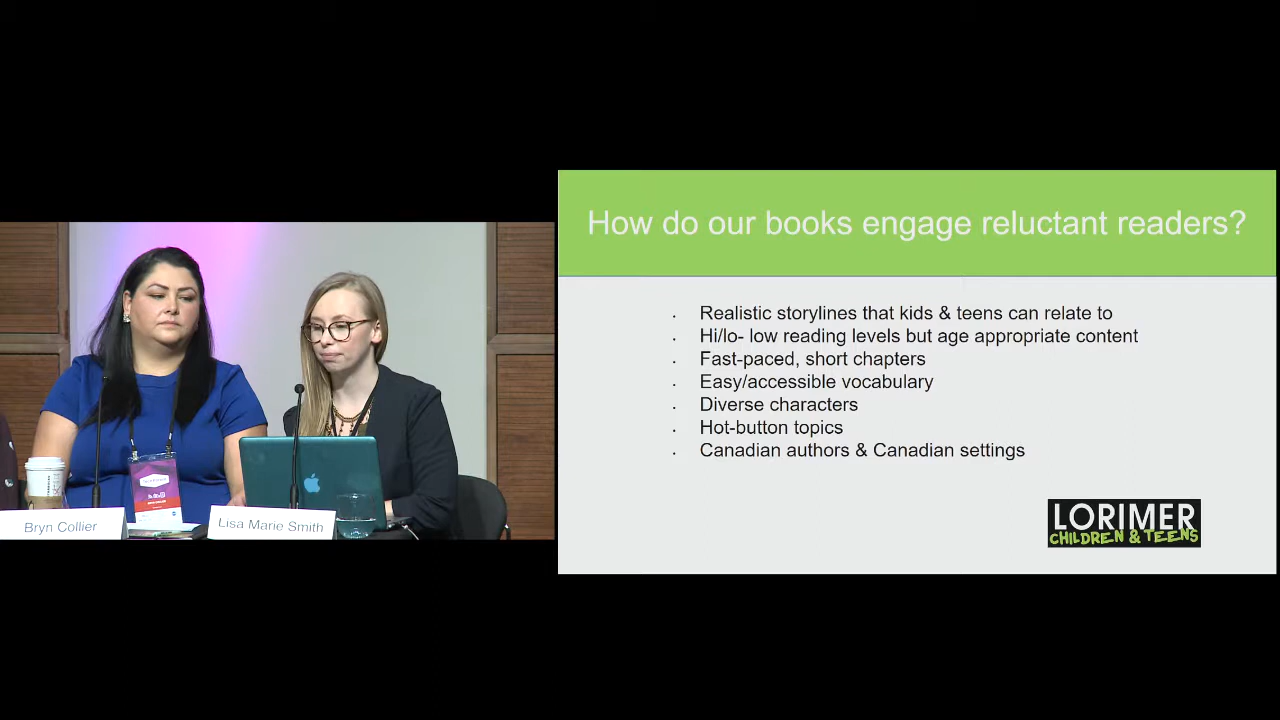 How do our books engage reluctant readers?
Realistic storylines that kids & teens can relate to
Hi/lo- low reading levels but age appropriate content
Fast-paced, short chapters
Easy/accessible vocabulary
Diverse characters
Hot-button topics
Canadian authors & Canadian settings
LORIMER
CHILDREN & TEENS
Bryn Collier
Lisa Marie Smith